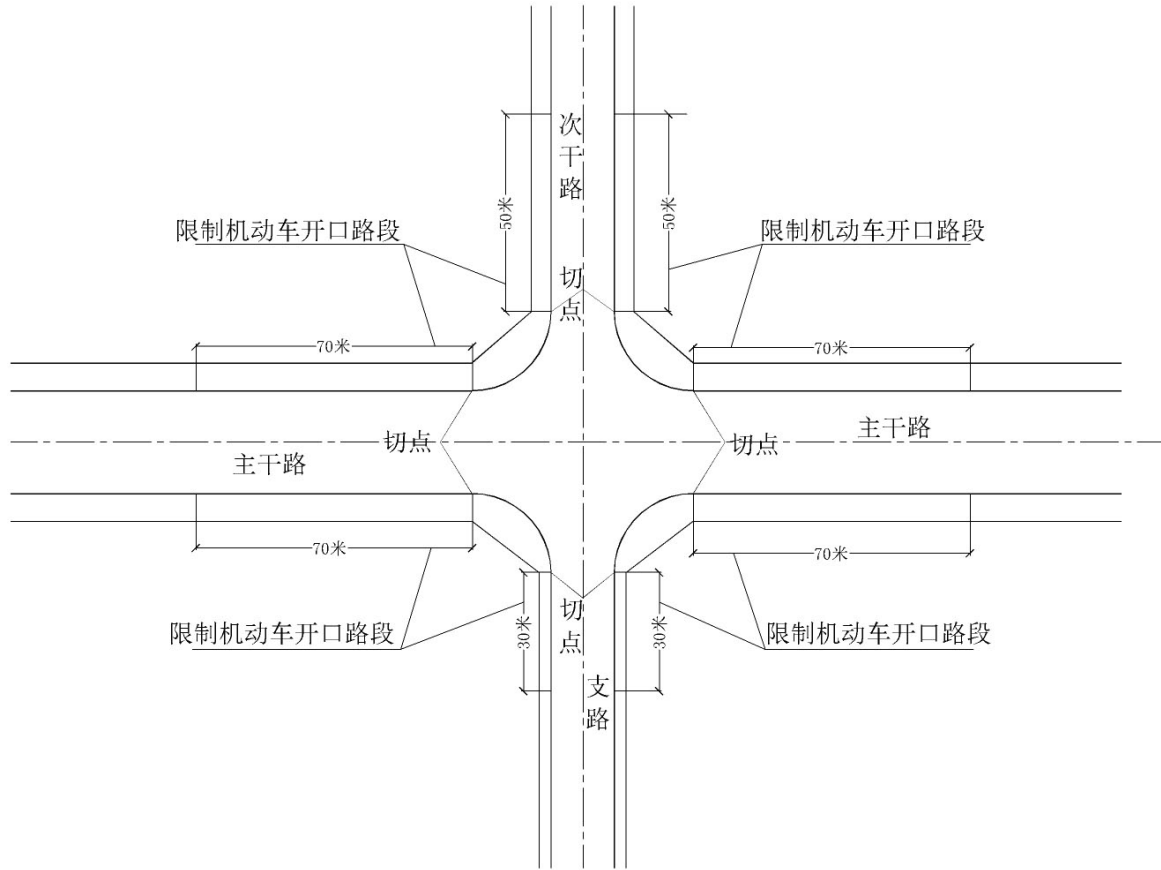 次干路
50米
50米
限制机动车开口路段
限制机动车开口路段
切点
70米
70米
切点
切点
主干路
主干路
70米
70米
切点
30米
30米
限制机动车开口路段
限制机动车开口路段
支路